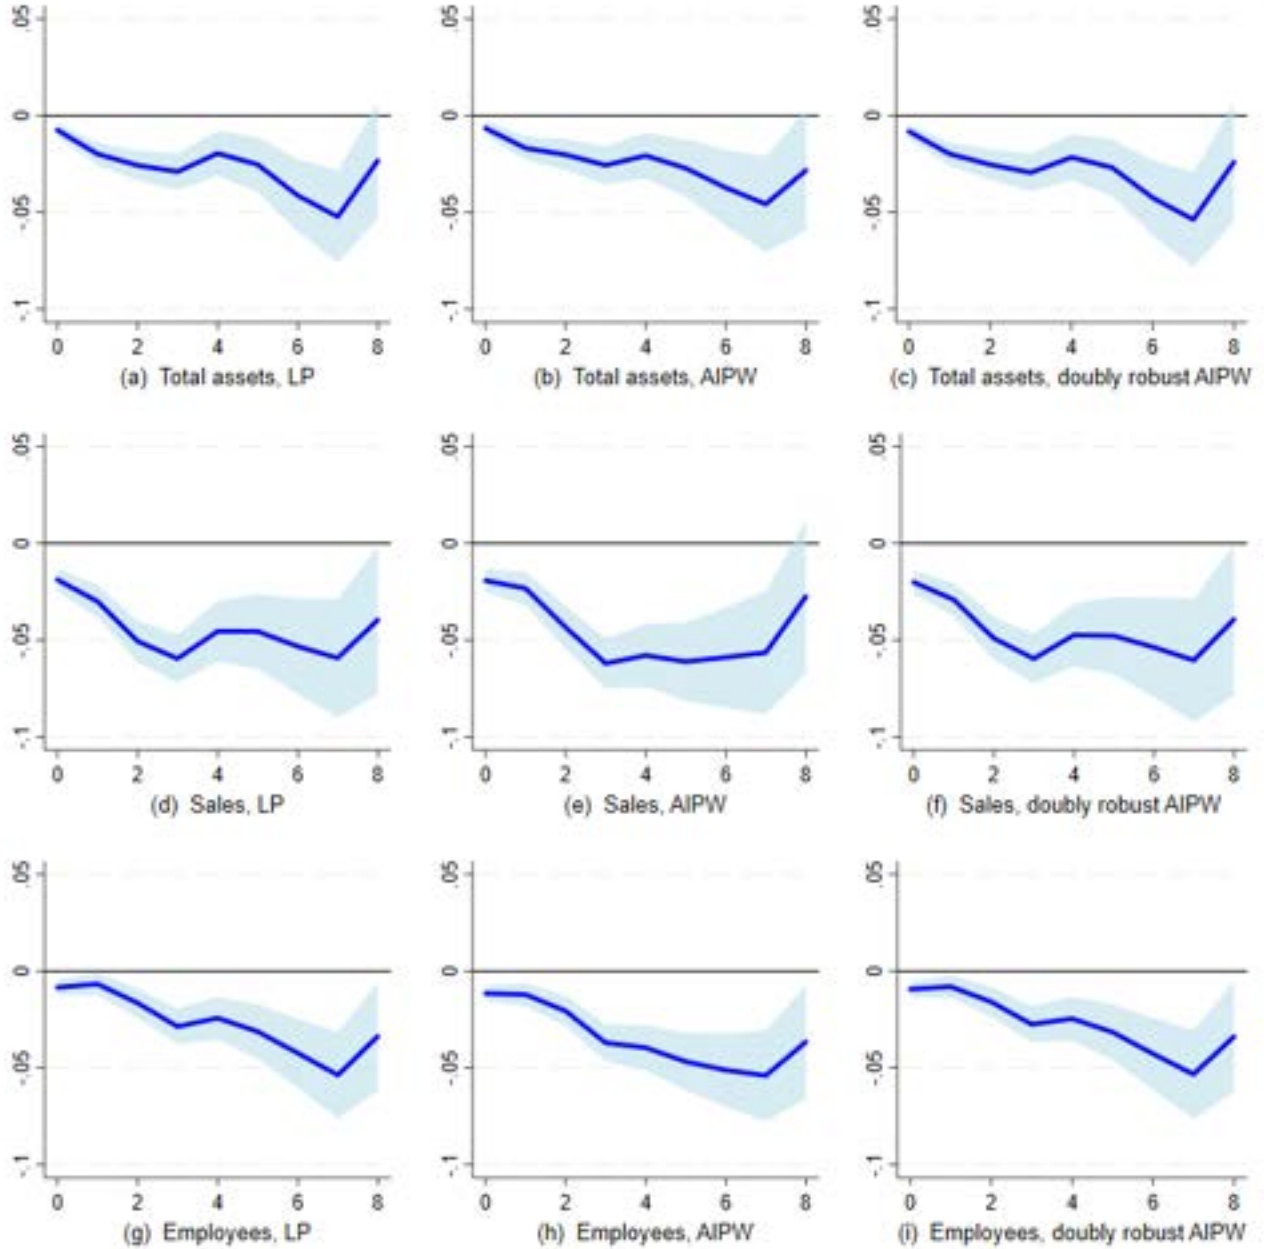 .05 .05 .05
0 0 0
-.05 -.05 -.05
-.1 -.1 -.1
0 2 4 6 8 0 2 4 6 8 0 2 4 6 8
(a) Total assets, LP (b) Total assets, AIPW (c) Total assets, doubly robust AIPW
.05 .05 .05
0 0 0
-.05 -.05 -.05
-.1 -.1 -.1
0 2 4 6 8 0 2 4 6 8 0 2 4 6 8
(d) Sales, LP (e) Sales, AIPW (f) Sales, doubly robust AIPW
.05 .05 .05
0 0 0
-.05 -.05 -.05
-.1 -.1 -.1
0 2 4 6 8 0 2 4 6 8 0 2 4 6 8
(g) Employees, LP (h) Employees, AIPW (i) Employees, doubly robust AIPW